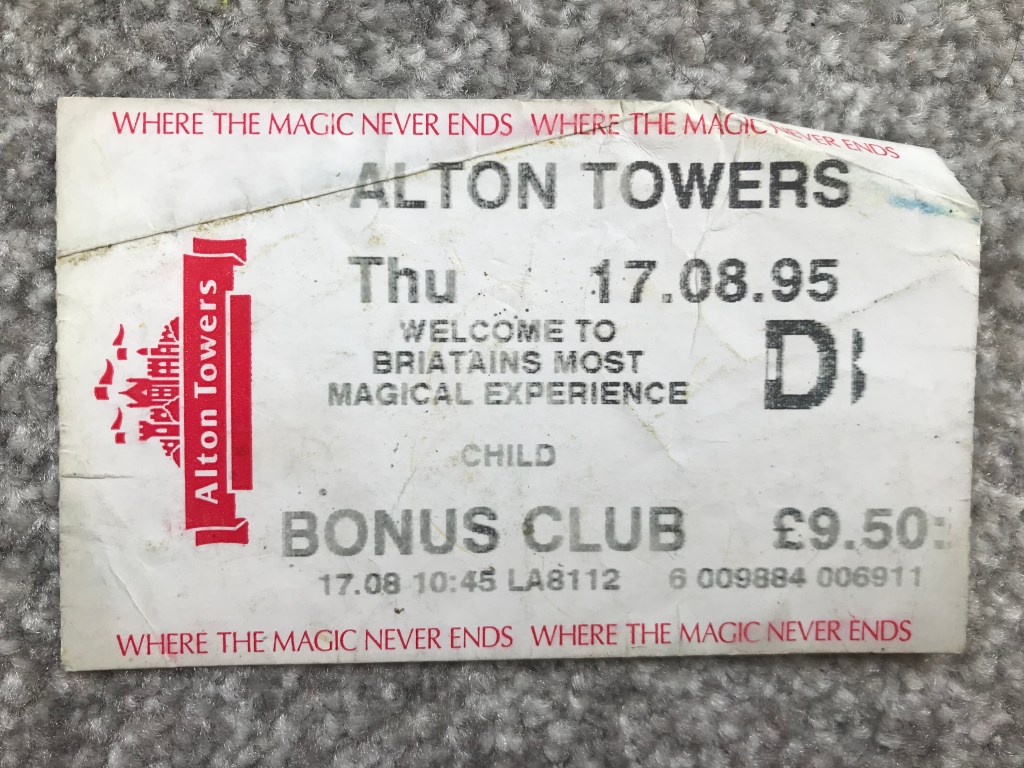 WHERE THE MAGIC NEVER ENDS WHERE THE MAGIC NEVER ENDS
ALTON TOWERS
Thu 17.08.95
WELCOME TO
BRIATAINS MOST
MAGICAL EXPERIENCE
D
Alton Towers
CHILD
BONUS CLUB £9.50
17.08 10:45 LA8112 6 009884 006911
WHERE THE MAGIC NEVER ENDS WHERE THE MAGIC NEVER ENDS